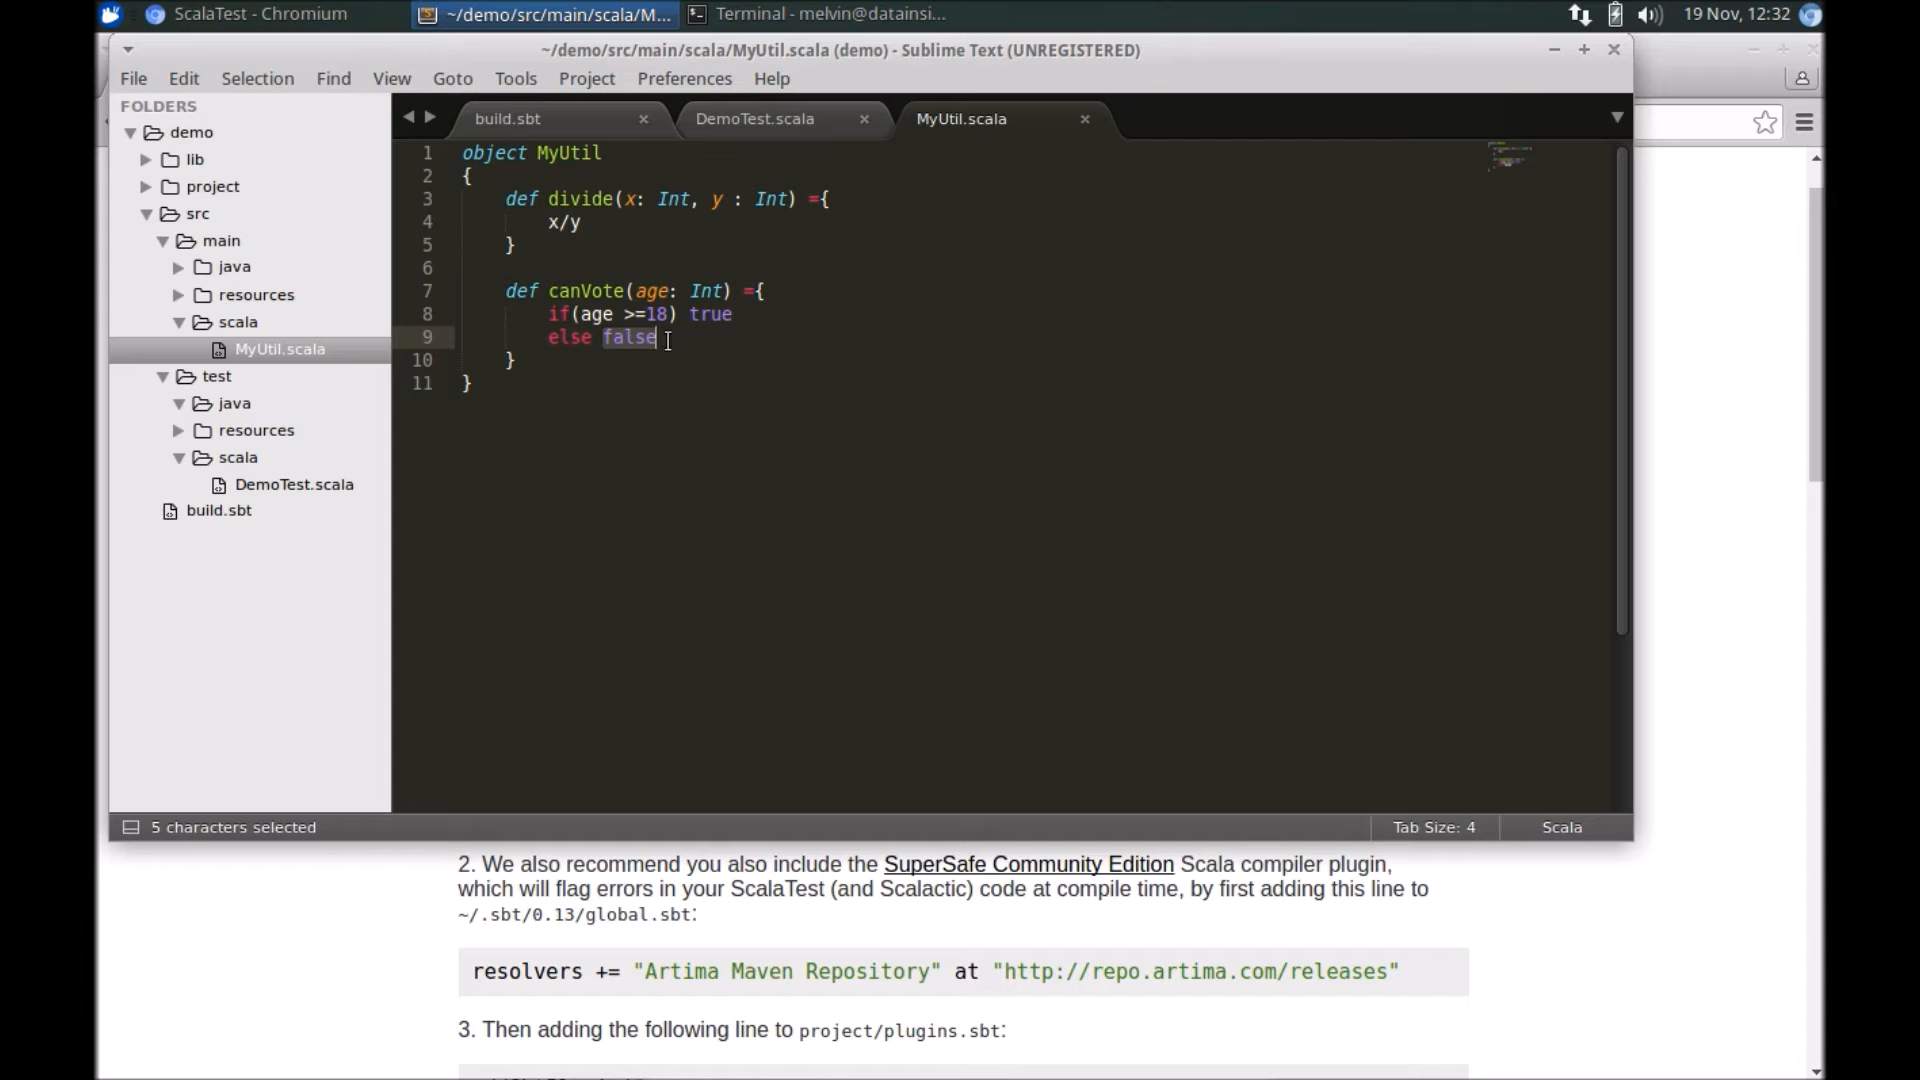 ScalaTest - Chromium
~/demo/src/main/scala/M...
Terminal - melvin@datainsi...
19 Nov, 12:32
~/demo/src/main/scala/MyUtil.scala (demo) - Sublime Text (UNREGISTERED)
File Edit Selection Find View Goto Tools Project Preferences Help
FOLDERS
demo
lib
project
src
main
java
resources
scala
MyUtil.scala
test
java
resources
scala
DemoTest.scala
build.sbt
build.sbt DemoTest.scala MyUtil.scala
1 object MyUtil
2 {
3 def divide(x: Int, y : Int) ={
4 x/y
5 }
6
7 def canVote(age: Int) ={
8 if(age >=18) true
9 else false
10 }
11 }
5 characters selected
Tab Size: 4
Scala
2. We also recommend you also include the SuperSafe Community Edition Scala compiler plugin,
which will flag errors in your ScalaTest (and Scalactic) code at compile time, by first adding this line to
~/.sbt/0.13/global.sbt:
resolvers += "Artima Maven Repository" at "http://repo.artima.com/releases"
3. Then adding the following line to project/plugins.sbt: